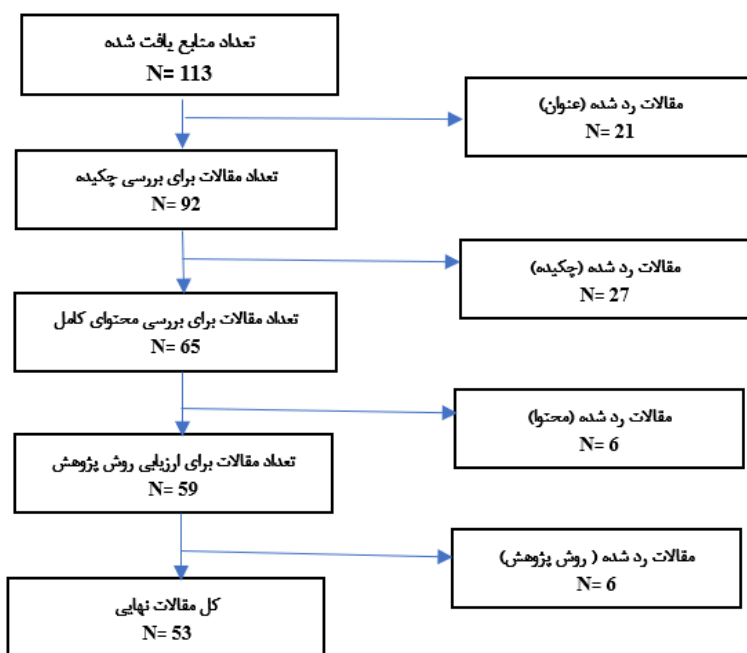 تعداد منابع یافت شده
N= 113
مقالات رد شده (عنوان)
N= 21
تعداد مقالات برای بررسی چکیده
N= 92
مقالات رد شده (چکیده)
N= 27
تعداد مقالات برای بررسی محتوای کامل
N= 65
مقالات رد شده (محتوا)
N= 6
تعداد مقالات برای ارزیابی روش پژوهش
N= 59
مقالات رد شده ( روش پژوهش)
N= 6
کل مقالات نهایی
N= 53